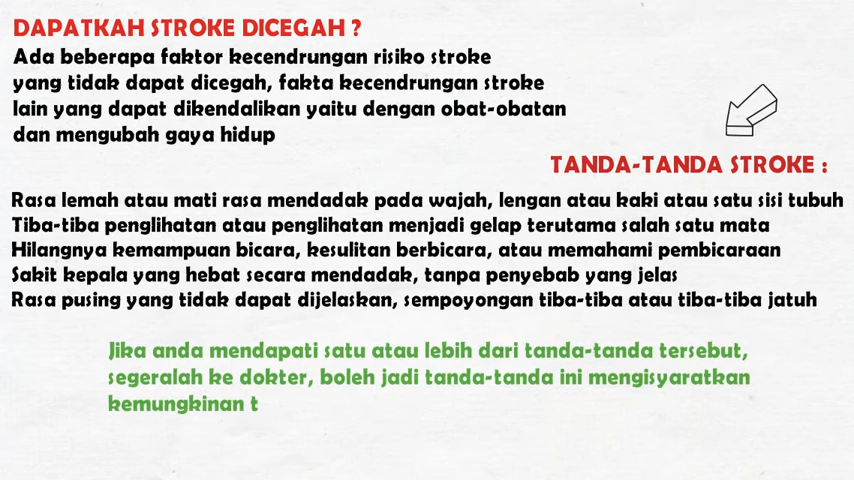 DAPATKAH STROKE DICEGAH ?
Ada beberapa faktor kecendrungan risiko stroke
yang tidak dapat dicegah, fakta kecendrungan stroke
lain yang dapat dikendalikan yaitu dengan obat-obatan
dan mengubah gaya hidup
TANDA-TANDA STROKE :
Rasa lemah atau mati rasa mendadak pada wajah, lengan atau kaki atau satu sisi tubuh
Tiba-tiba penglihatan atau penglihatan menjadi gelap terutama salah satu mata
Hilangnya kemampuan bicara, kesulitan berbicara, atau memahami pembicaraan
Sakit kepala yang hebat secara mendadak, tanpa penyebab yang jelas
Rasa pusing yang tidak dapat dijelaskan, sempoyongan tiba-tiba atau tiba-tiba jatuh
Jika anda mendapati satu atau lebih dari tanda-tanda tersebut,
segeralah ke dokter, boleh jadi tanda-tanda ini mengisyaratkan
kemungkinan t